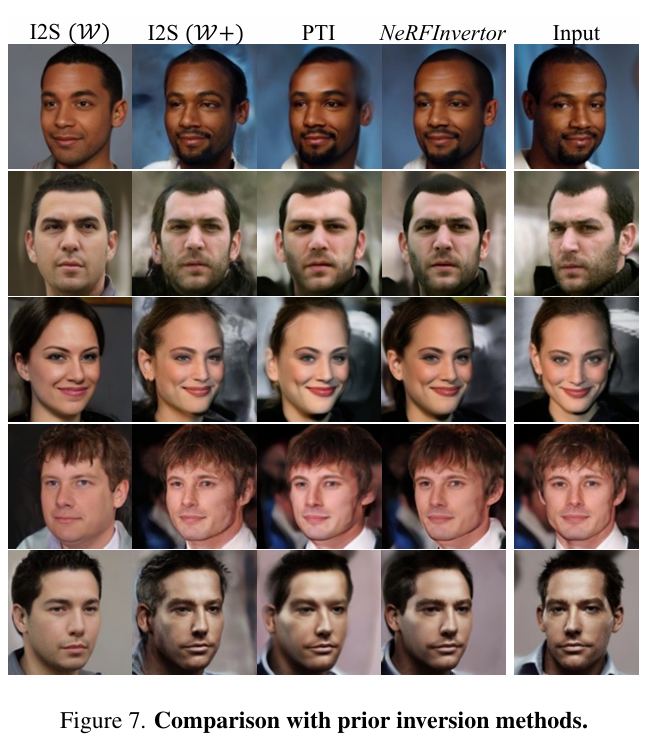 I2S (𝒲) I2S (𝒲+) PTI NeRFInvertor Input
Figure 7. Comparison with prior inversion methods.